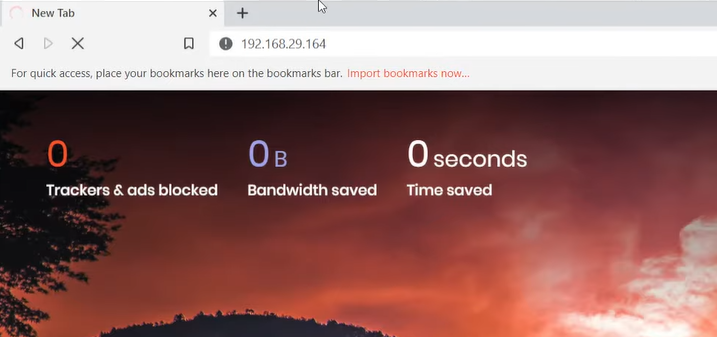 New Tab
192.168.29.164
For quick access, place your bookmarks here on the bookmarks bar. Import bookmarks now...
0 0 B 0 seconds
Trackers & ads blocked Bandwidth saved Time saved